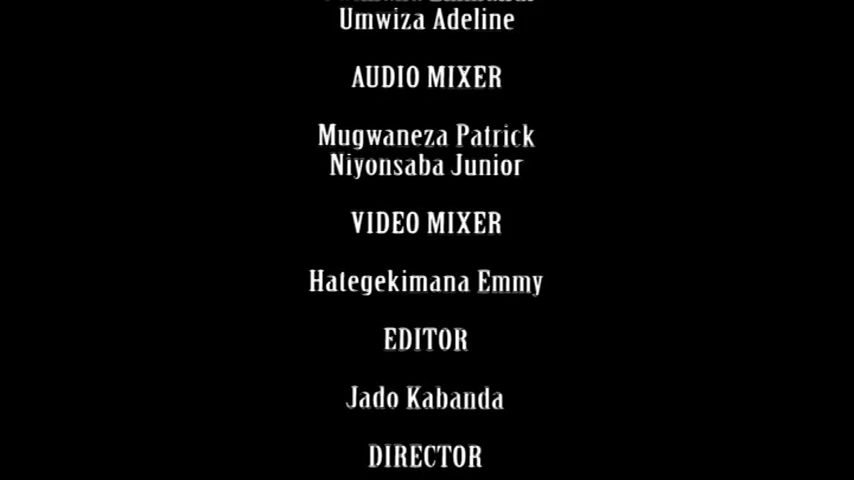 Umwiza Adeline
AUDIO MIXER
Mugwaneza Patrick
Niyonsaba Junior
VIDEO MIXER
Hategekimana Emmy
EDITOR
Jado Kabanda
DIRECTOR